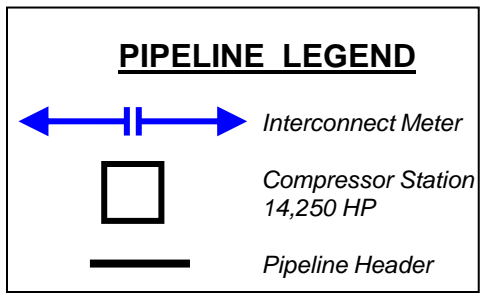 PIPELINE LEGEND
Interconnect Meter
Compressor Station
14,250 HP
Pipeline Header